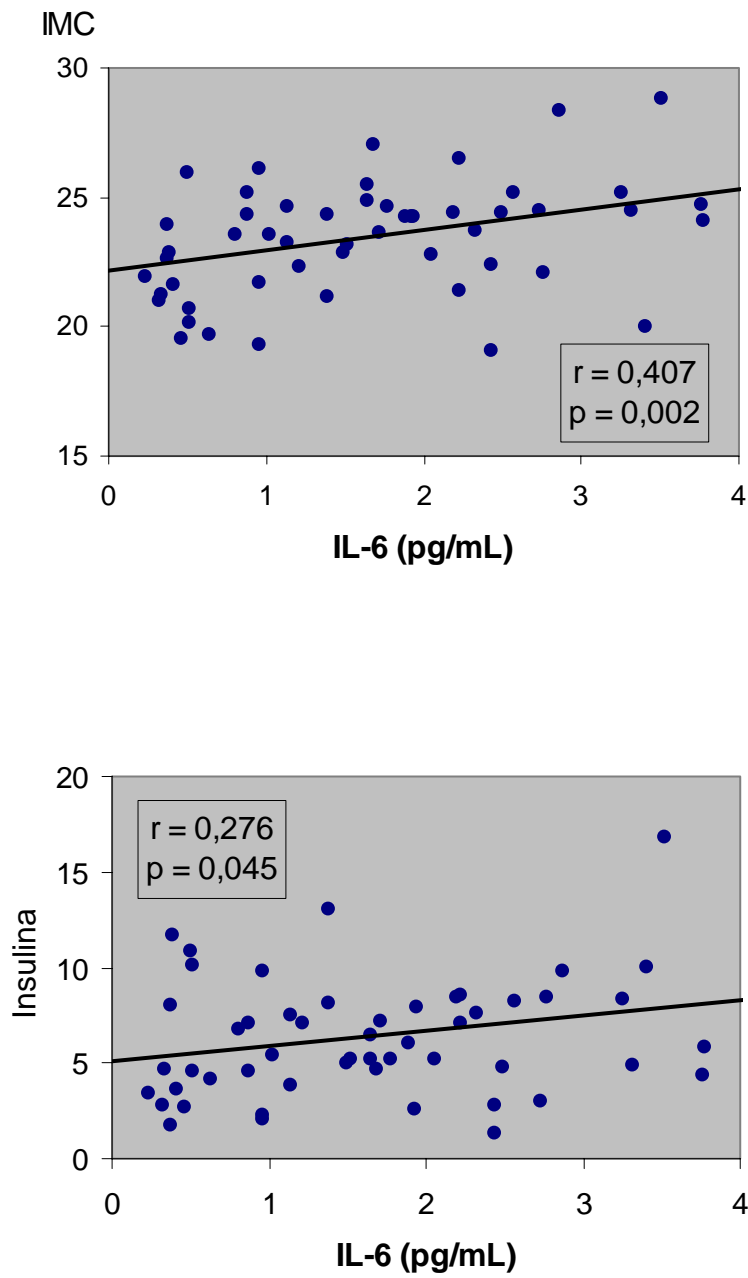 IMC
30
25
20
15
r = 0,407
p = 0,002
0 1 2 3 4
IL-6 (pg/mL)
20
15
10
5
0
r = 0,276
p = 0,045
Insulina
0 1 2 3 4
IL-6 (pg/mL)